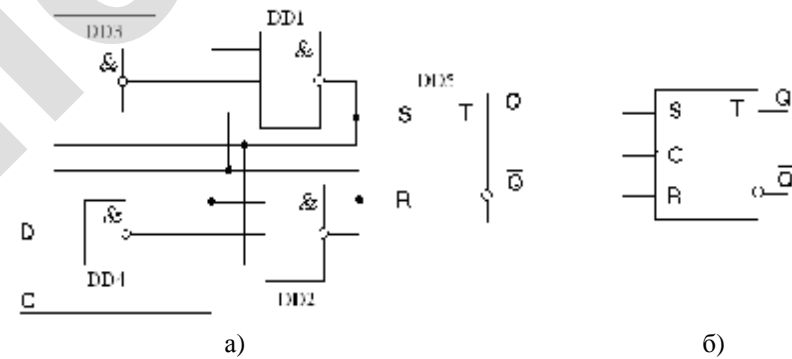 DD3
&
DD1
&
DD5
S T Q
Q
R
D
&
DD4
&
DD2
C
S T Q
C
R Q
а) б)